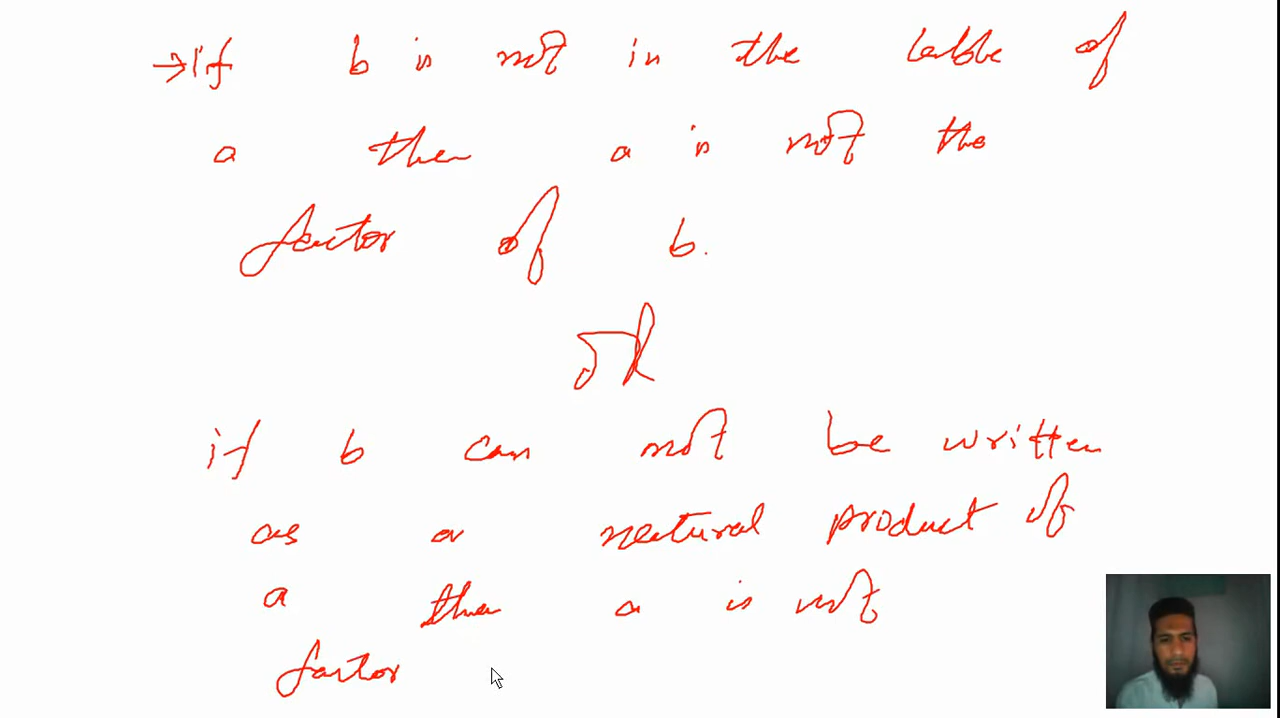 → If b is not in the table of
a then a is not the
factor of b.
OR
if b can not be written
as a natural product of
a then a is not
factor